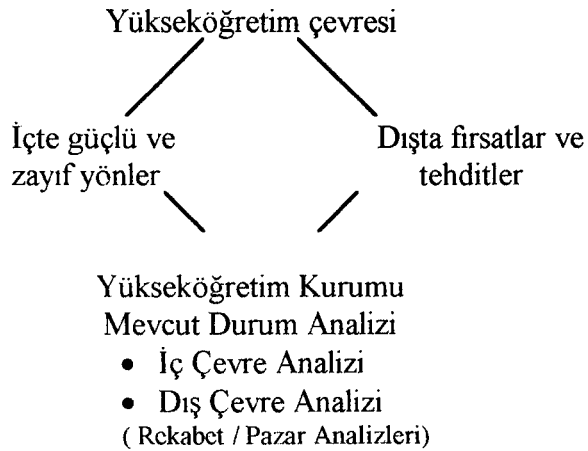 Yükseköğretim çevresi
İçte güçlü ve
zayıf yönler
Dışta fırsatlar ve
tehditler
Yükseköğretim Kurumu
Mevcut Durum Analizi
• İç Çevre Analizi
• Dış Çevre Analizi
( Rekabet / Pazar Analizleri)